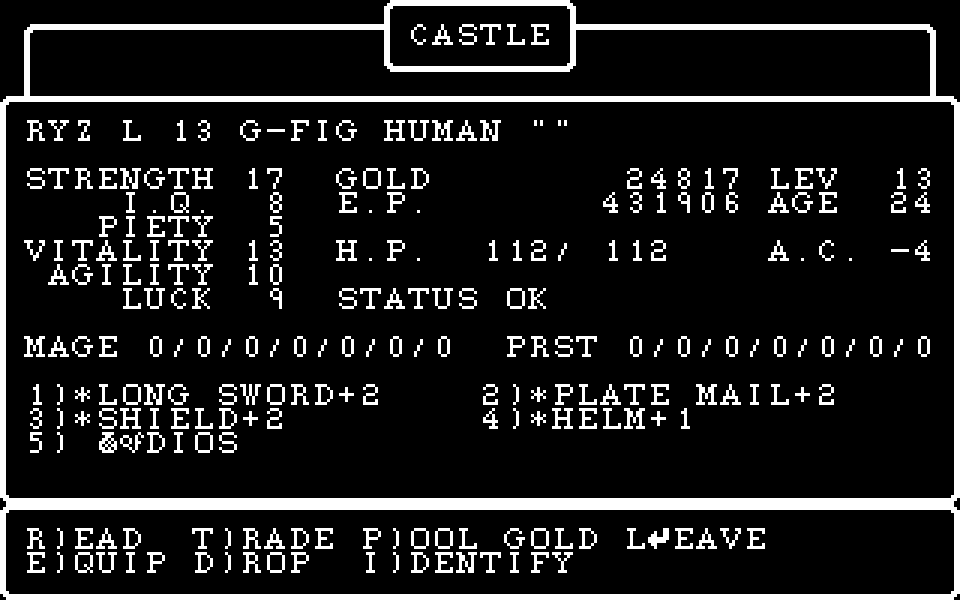 CASTLE
RYZ L 13 G-FIG HUMAN ""
STRENGTH 17 GOLD 24817 LEV 13
I.Q. 8 E.P. 431906 AGE 24
PIETY 5
VITALITY 13 H.P. 112/ 112 A.C. -4
AGILITY 10
LUCK 9 STATUS OK
MAGE 0/0/0/0/0/0/0 PRST 0/0/0/0/0/0/0
1)*LONG SWORD+2 2)*PLATE MAIL+2
3)*SHIELD+2 4)*HELM+1
5) DIOS
R)EAD T)RADE P)OOL GOLD L↵EAVE
E)QUIP D)ROP I)DENTIFY